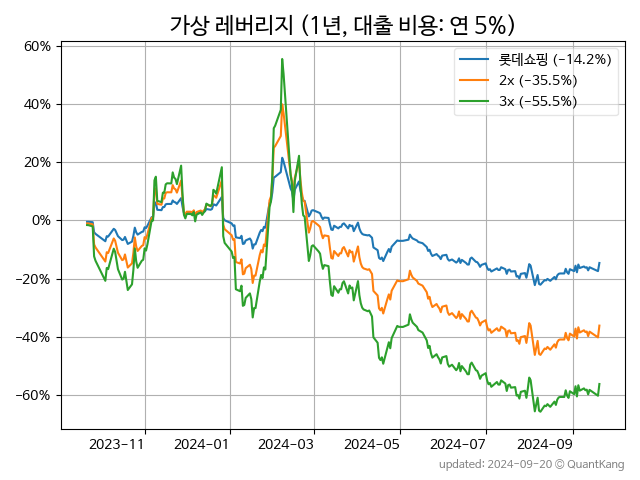 가상 레버리지 (1년, 대출 비용: 연 5%)
롯데쇼핑 (-14.2%)
2x (-35.5%)
3x (-55.5%)
60%
40%
20%
0%
-20%
-40%
-60%
2023-11
2024-01
2024-03
2024-05
2024-07
2024-09
updated: 2024-09-20 © QuantKang